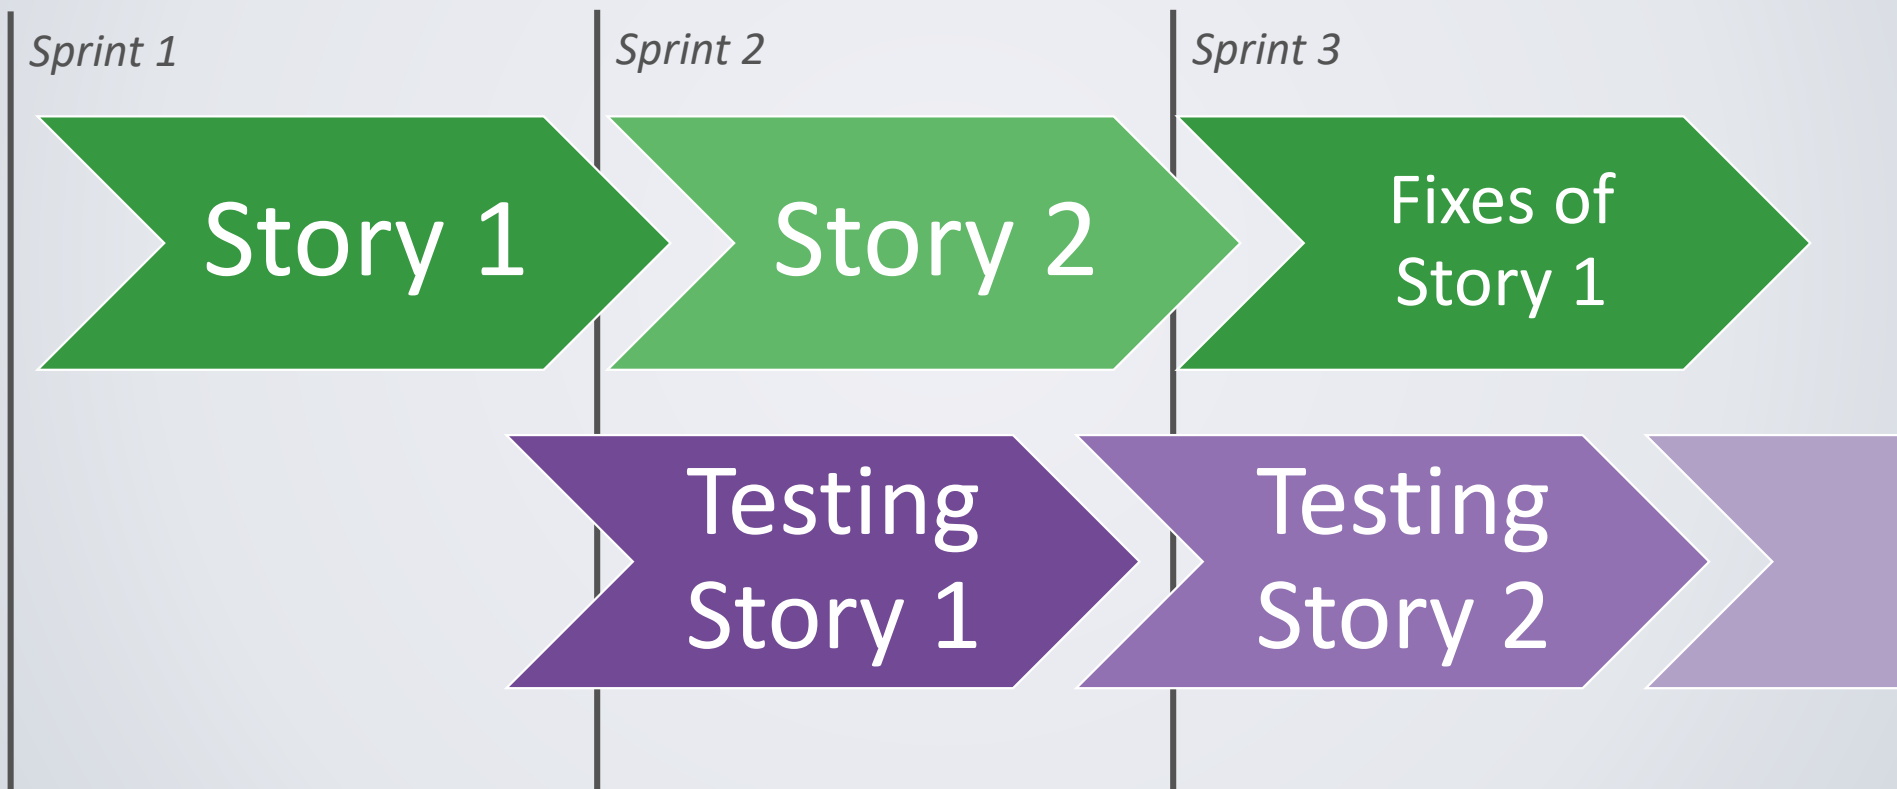 Sprint 1
Sprint 2
Sprint 3
Story 1
Story 2
Fixes of
Story 1
Testing
Story 1
Testing
Story 2